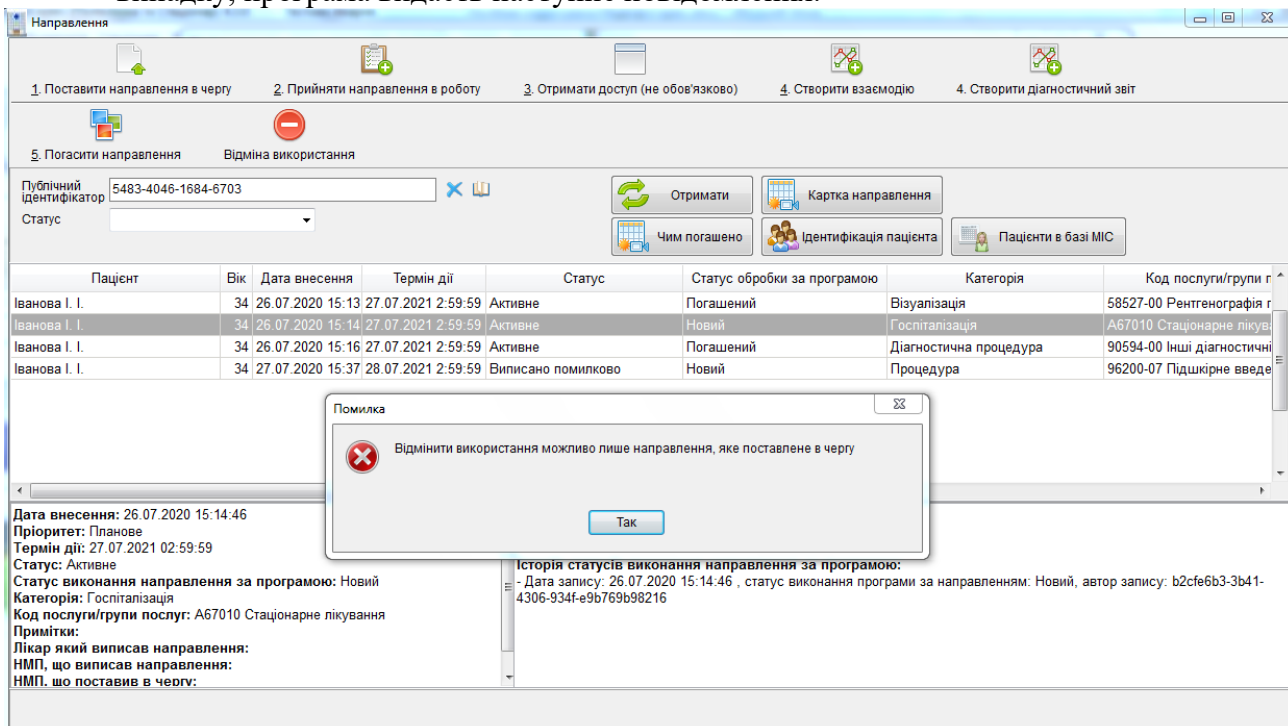 випадку, програма видасть наступне повідомлення:
Направлення
1. Поставити направлення в чергу 2. Прийняти направлення в роботу 3. Отримати доступ (не обов'язково) 4. Створити взаємодію 4. Створити діагностичний звіт
5. Погасити направлення Відміна використання
Публічний ідентифікатор 5483-4046-1684-6703
Статус
Отримати Картка направлення
Чим погашено Ідентифікація пацієнта Пацієнти в базі МІС
Пацієнт Вік Дата внесення Термін дії Статус Статус обробки за програмою Категорія Код послуги/групи п
Іванова І. І. 34 26.07.2020 15:13 27.07.2021 2:59:59 Активне Погашений Візуалізація 58527-00 Рентгенографія г
Іванова І. І. 34 26.07.2020 15:14 27.07.2021 2:59:59 Активне Новий Госпіталізація A67010 Стаціонарне лікува
Іванова І. І. 34 26.07.2020 15:16 27.07.2021 2:59:59 Активне Погашений Діагностична процедура 90594-00 Інші діагностичні
Іванова І. І. 34 27.07.2020 15:37 28.07.2021 2:59:59 Виписано помилково Новий Процедура 96200-07 Підшкірне введе
Помилка
Відмінити використання можливо лише направлення, яке поставлене в чергу
Так
Дата внесення: 26.07.2020 15:14:46
Пріоритет: Планове
Термін дії: 27.07.2021 02:59:59
Статус: Активне
Статус виконання направлення за програмою: Новий
Категорія: Госпіталізація
Код послуги/групи послуг: A67010 Стаціонарне лікування
Примітки:
Лікар який виписав направлення:
НМП, що виписав направлення:
НМП, що поставив в чергу:
Історія статусів виконання направлення за програмою:
- Дата запису: 26.07.2020 15:14:46 , статус виконання програми за направленням: Новий, автор запису: b2cfe6b3-3b41-
4306-934f-e9b769b98216